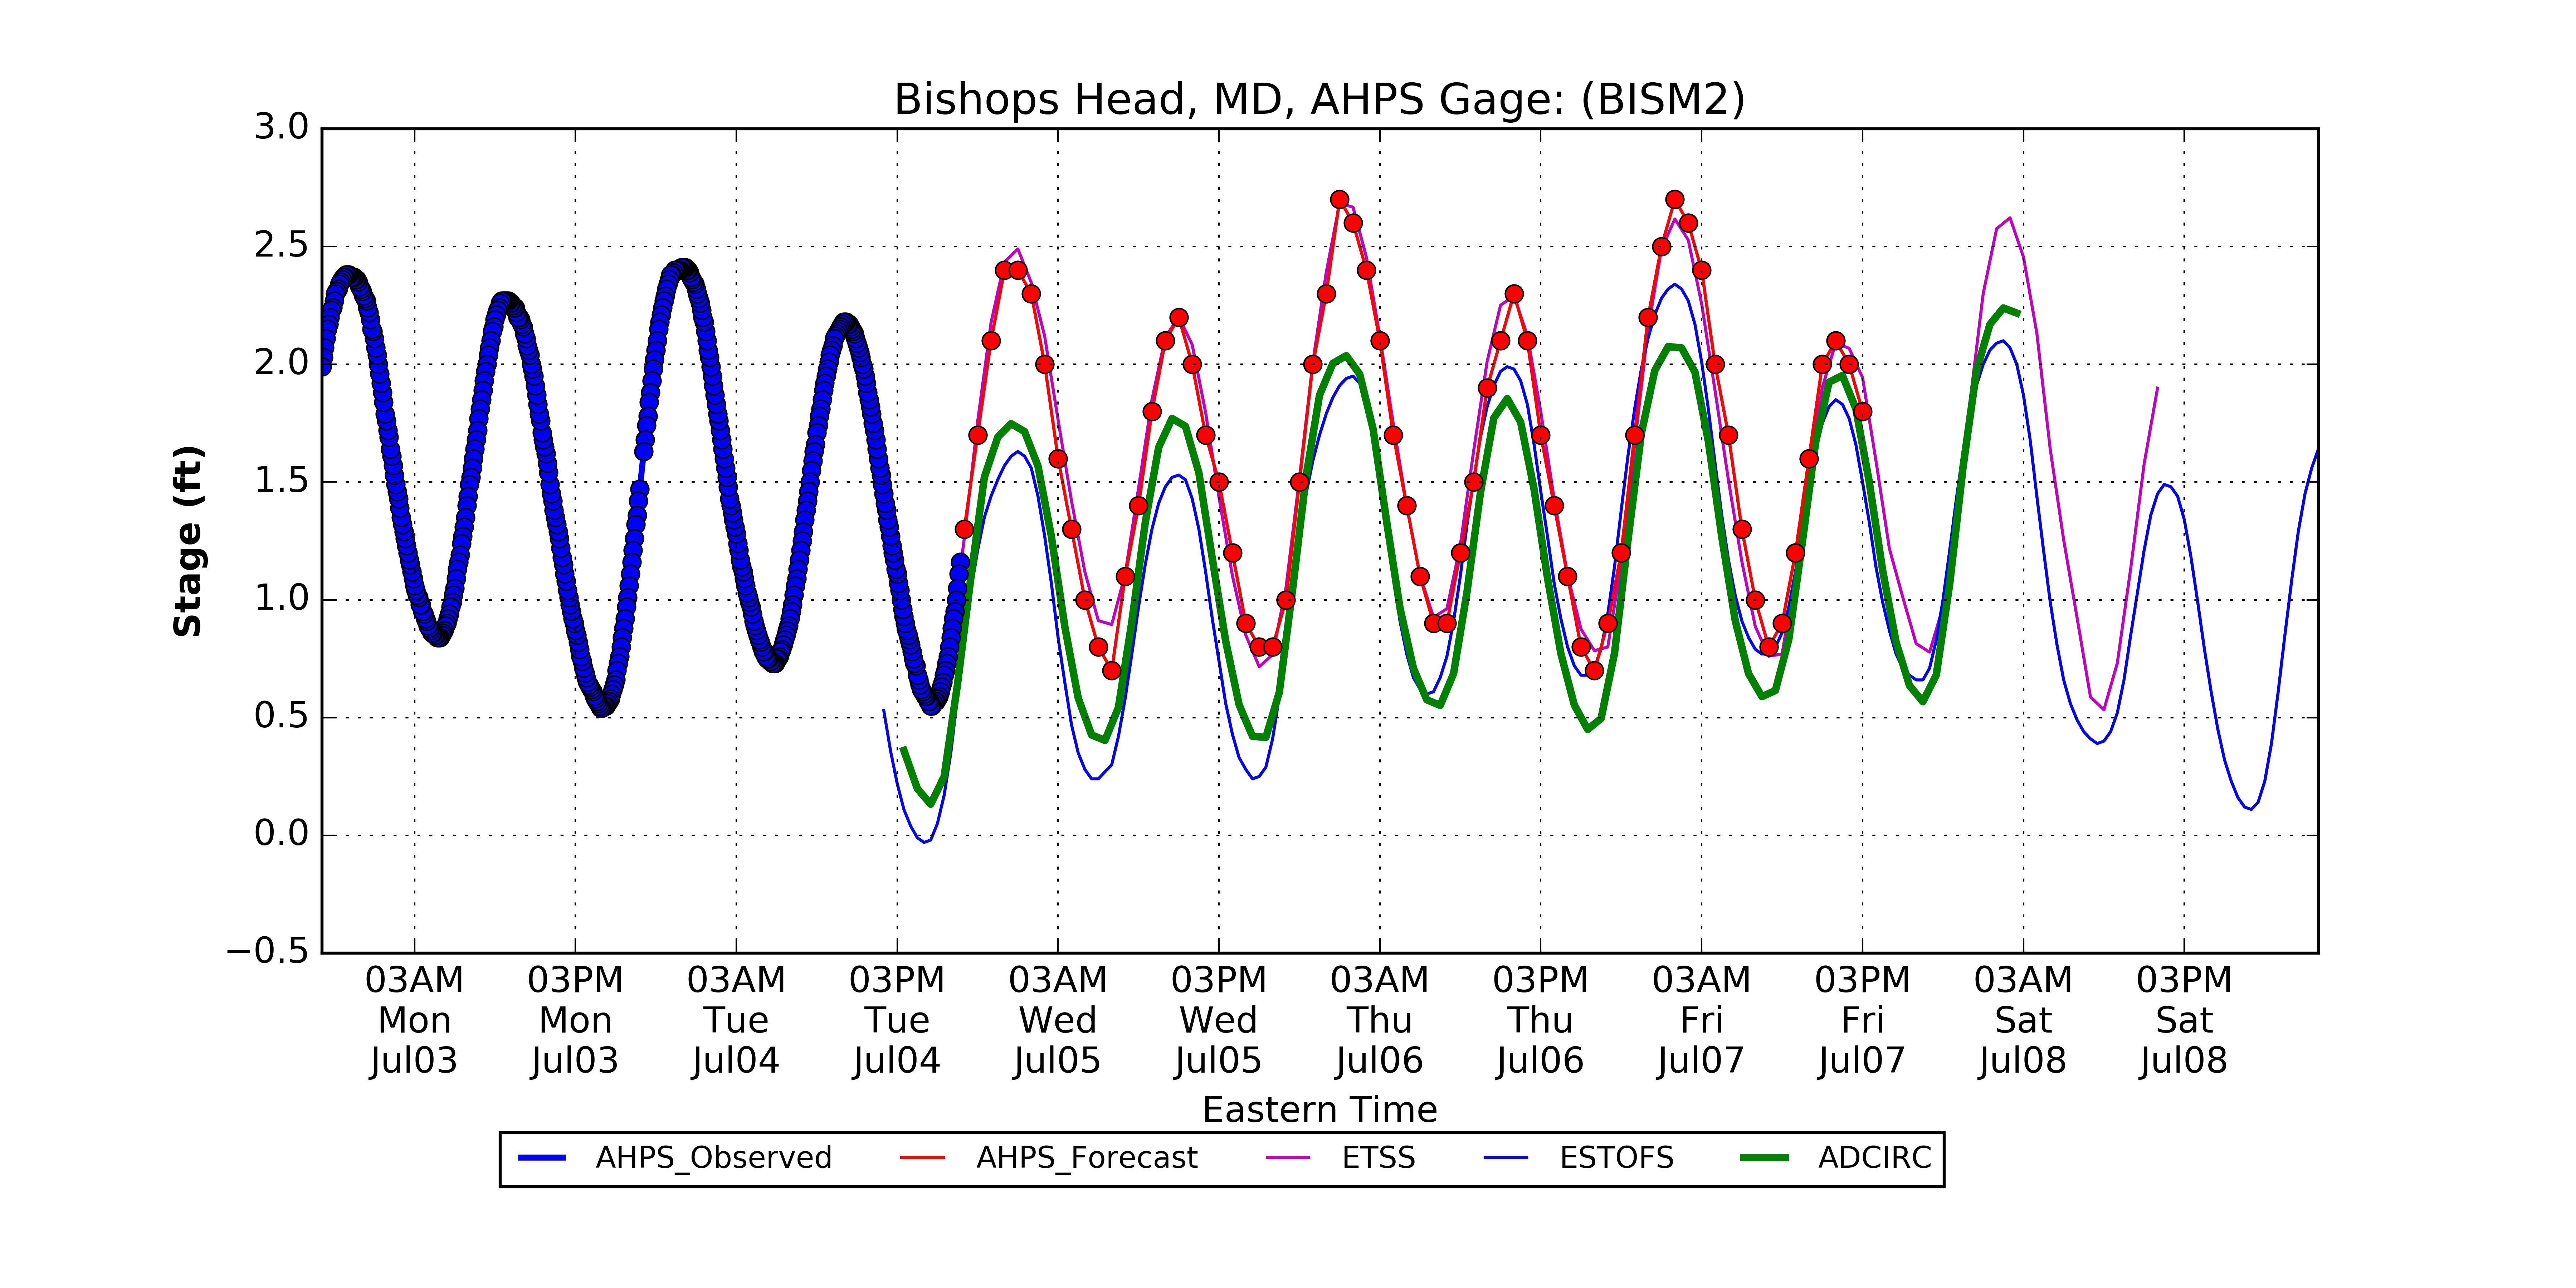 Bishops Head, MD, AHPS Gage: (BISM2)
Stage (ft)
3.0
2.5
2.0
1.5
1.0
0.5
0.0
−0.5
03AM 03PM 03AM 03PM 03AM 03PM 03AM 03PM 03AM 03PM 03AM 03PM
Mon Mon Tue Tue Wed Wed Thu Thu Fri Fri Sat Sat
Jul03 Jul03 Jul04 Jul04 Jul05 Jul05 Jul06 Jul06 Jul07 Jul07 Jul08 Jul08
Eastern Time
AHPS_Observed AHPS_Forecast ETSS ESTOFS ADCIRC